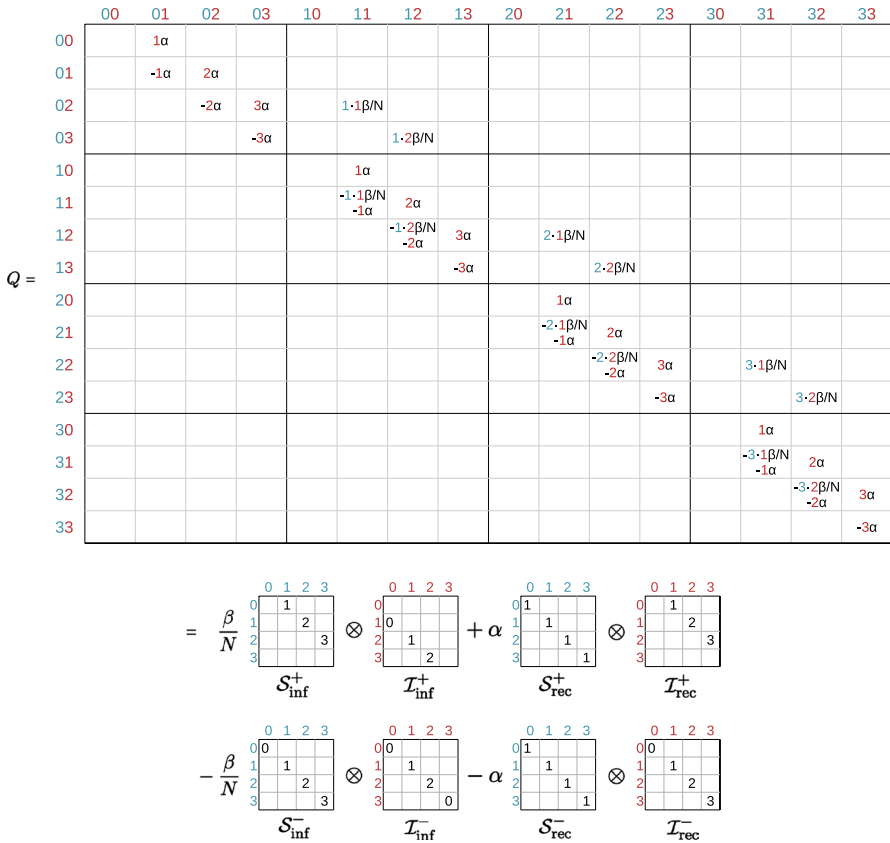 00 01 02 03 10 11 12 13 20 21 22 23 30 31 32 33
00 1α
01 -1α 2α
02 -2α 3α 1·1β/N
03 -3α 1·2β/N
10 1α
11 -1·1β/N -1α 2α
12 -1·2β/N -2α 3α 2·1β/N
13 -3α 2·2β/N
Q =
20 1α
21 -2·1β/N -1α 2α
22 -2·2β/N -2α 3α 3·1β/N
23 -3α 3·2β/N
30 1α
31 -3·1β/N -1α 2α
32 -3·2β/N -2α 3α
33 -3α
0 1 2 3 0 1 2 3 0 1 2 3 0 1 2 3
0 1 0 0 1 0 1
1 2 1 0 1 1 1 2
= β/N ⊗ + α ⊗
2 3 2 1 2 1 2 3
3 3 2 3 1 3
S⁺inf I⁺inf S⁺rec I⁺rec
0 1 2 3 0 1 2 3 0 1 2 3 0 1 2 3
0 0 0 0 0 1 0 0
1 1 1 1 1 1 1 1
− β/N ⊗ − α ⊗
2 2 2 2 2 1 2 2
3 3 3 0 3 1 3 3
S⁻inf I⁻inf S⁻rec I⁻rec